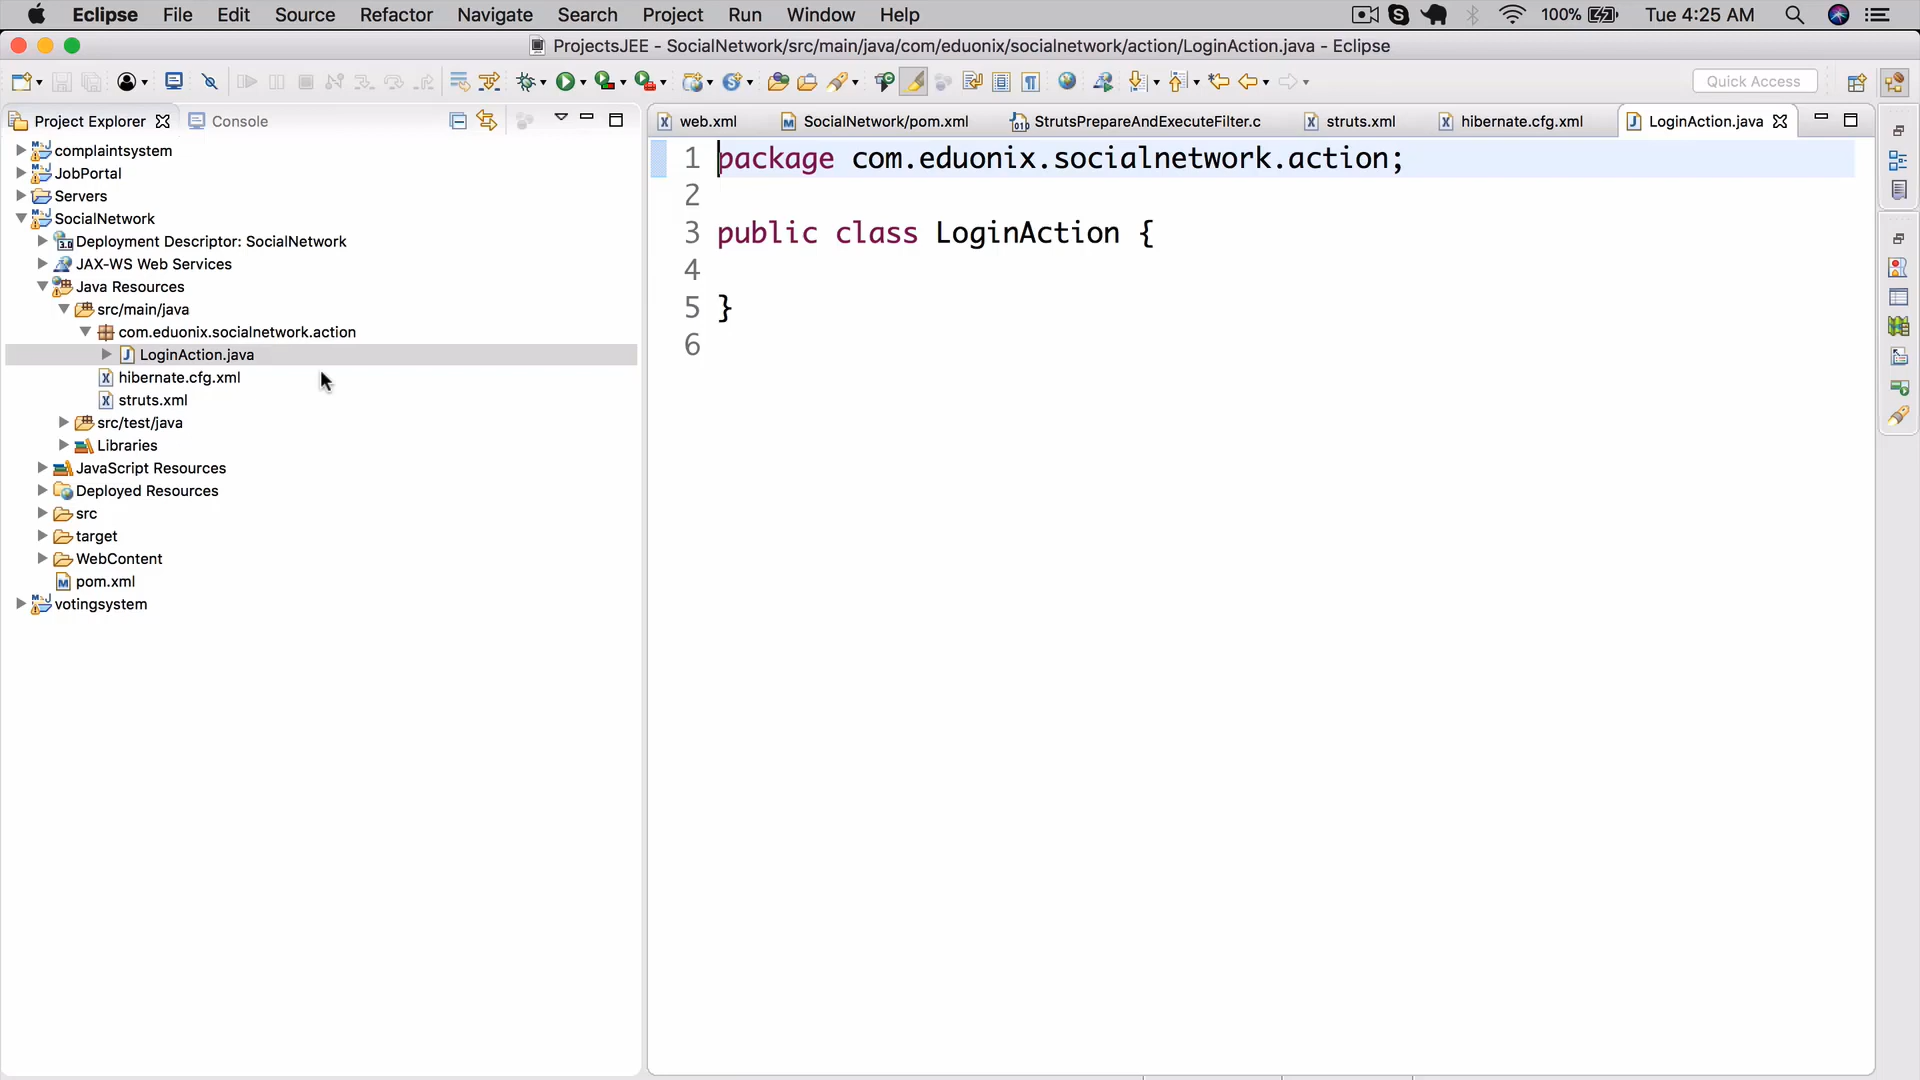 Eclipse File Edit Source Refactor Navigate Search Project Run Window Help 100% Tue 4:25 AM
ProjectsJEE - SocialNetwork/src/main/java/com/eduonix/socialnetwork/action/LoginAction.java - Eclipse
Quick Access
Project Explorer Console
complaintsystem
JobPortal
Servers
SocialNetwork
Deployment Descriptor: SocialNetwork
JAX-WS Web Services
Java Resources
src/main/java
com.eduonix.socialnetwork.action
LoginAction.java
hibernate.cfg.xml
struts.xml
src/test/java
Libraries
JavaScript Resources
Deployed Resources
src
target
WebContent
pom.xml
votingsystem
web.xml SocialNetwork/pom.xml StrutsPrepareAndExecuteFilter.c struts.xml hibernate.cfg.xml LoginAction.java
1 package com.eduonix.socialnetwork.action;
2
3 public class LoginAction {
4
5 }
6